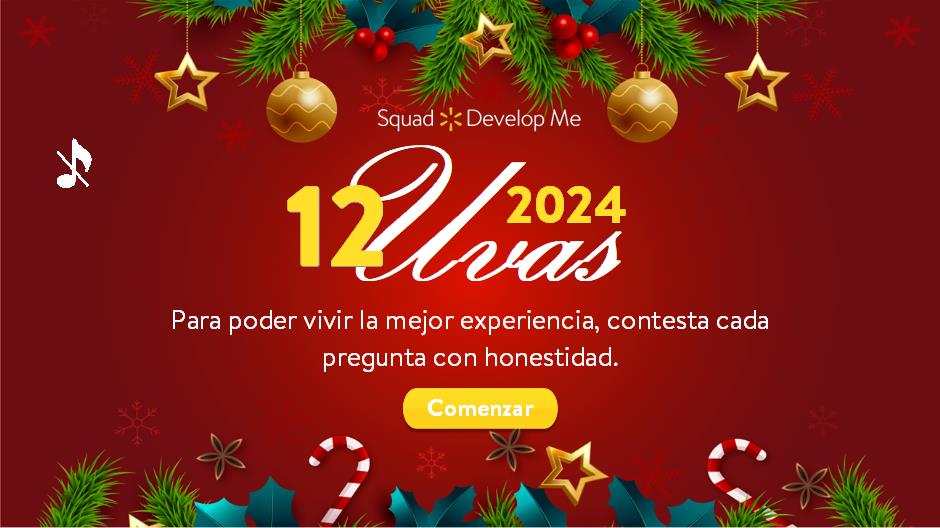 Squad Develop Me
12 Uvas 2024
Para poder vivir la mejor experiencia, contesta cada
pregunta con honestidad.
Comenzar